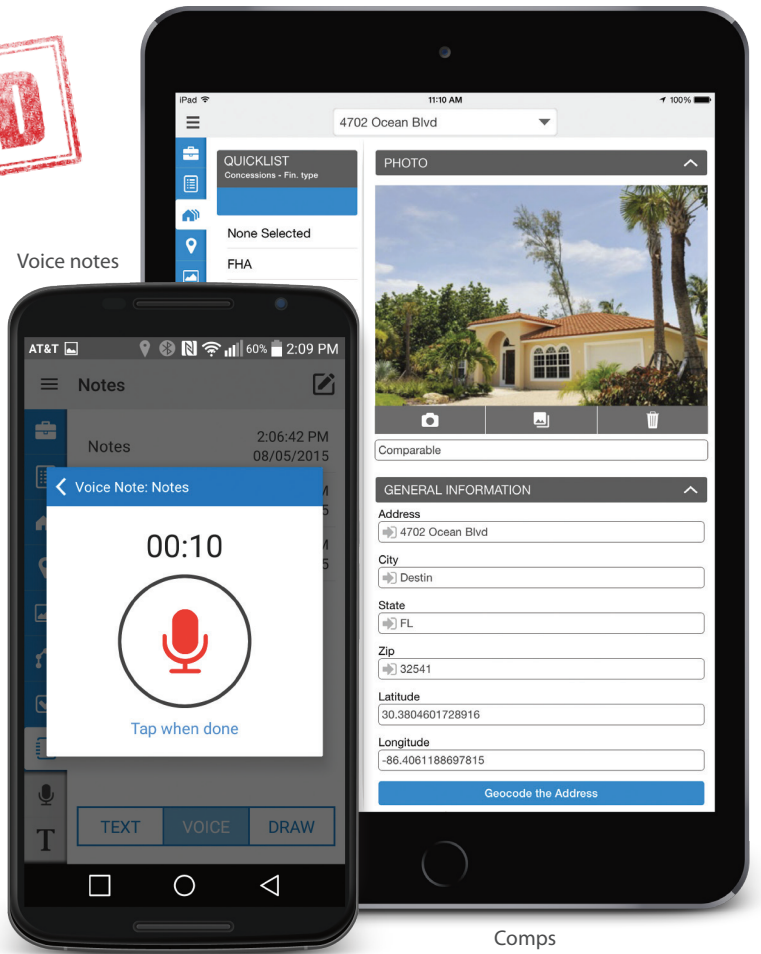 iPad
11:10 AM
100%
4702 Ocean Blvd
QUICKLIST
Concessions - Fin. type
None Selected
FHA
PHOTO
Comparable
GENERAL INFORMATION
Address
4702 Ocean Blvd
City
Destin
State
FL
Zip
32541
Latitude
30.3804601728916
Longitude
-86.4061188697815
Geocode the Address
Comps
Voice notes
AT&T
60%
2:09 PM
Notes
Notes
2:06:42 PM
08/05/2015
M
5
M
5
Voice Note: Notes
00:10
Tap when done
TEXT
VOICE
DRAW
T